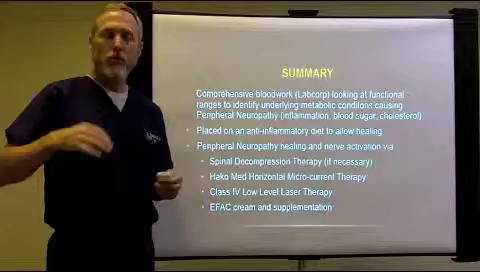 SUMMARY
Comprehensive bloodwork (Labcorp) looking at functional
ranges to identify underlying metabolic conditons causing
Peripheral Neuropathy (inflammation, blood sugar, cholesterol)
• Placed on an anti-inflammatory diet to allow healing
• Peripheral Neuropathy healing and nerve activation via
• Spinal Decompression Therapy (if necessary)
• Hako Med Horizontal Micro-current Therapy
• Class IV Low Level Laser Therapy
• EFAC cream and supplementation